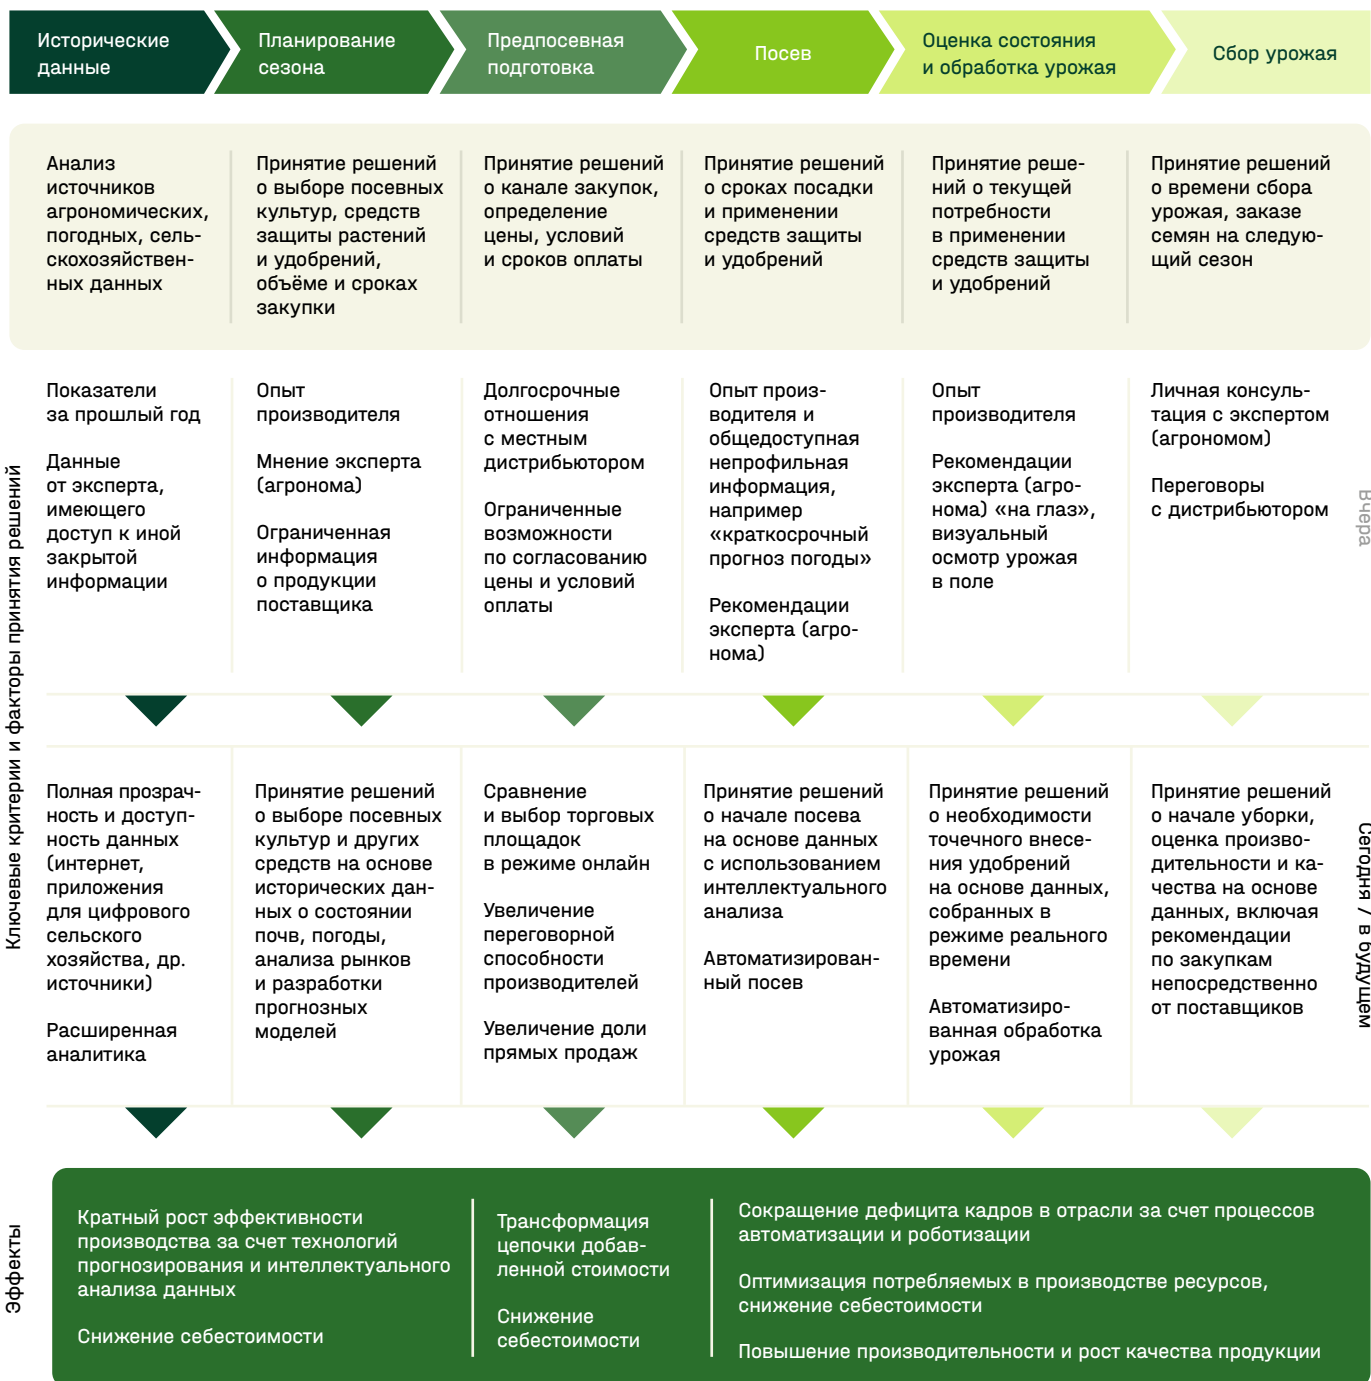 Исторические
данные
Планирование
сезона
Предпосевная
подготовка
Посев
Оценка состояния
и обработка урожая
Сбор урожая
Анализ
источников
агрономических,
погодных, сель-
скохозяйствен-
ных данных
Принятие решений
о выборе посевных
культур, средств
защиты растений
и удобрений,
объёме и сроках
закупки
Принятие решений
о канале закупок,
определение
цены, условий
и сроков оплаты
Принятие решений
о сроках посадки
и применении
средств защиты
и удобрений
Принятие реше-
ний о текущей
потребности
в применении
средств защиты
и удобрений
Принятие решений
о времени сбора
урожая, заказе
семян на следую-
щий сезон
Ключевые критерии и факторы принятия решений
Показатели
за прошлый год
Данные
от эксперта,
имеющего
доступ к иной
закрытой
информации
Опыт
производителя
Мнение эксперта
(агронома)
Ограниченная
информация
о продукции
поставщика
Долгосрочные
отношения
с местным
дистрибьютором
Ограниченные
возможности
по согласованию
цены и условий
оплаты
Опыт произ-
водителя и
общедоступная
непрофильная
информация,
например
«краткосрочный
прогноз погоды»
Рекомендации
эксперта (агро-
нома)
Опыт
производителя
Рекомендации
эксперта (агро-
нома) «на глаз»,
визуальный
осмотр урожая
в поле
Личная консуль-
тация с экспертом
(агрономом)
Переговоры
с дистрибьютором
Вчера
Полная прозрач-
ность и доступ-
ность данных
(интернет,
приложения
для цифрового
сельского
хозяйства, др.
источники)
Расширенная
аналитика
Принятие решений
о выборе посевных
культур и других
средств на основе
исторических дан-
ных о состоянии
почв, погоды,
анализа рынков
и разработки
прогнозных
моделей
Сравнение
и выбор торговых
площадок
в режиме онлайн
Увеличение
переговорной
способности
производителей
Увеличение доли
прямых продаж
Принятие решений
о начале посева
на основе данных
с использованием
интеллектуального
анализа
Автоматизирован-
ный посев
Принятие решений
о необходимости
точечного внесе-
ния удобрений
на основе данных,
собранных в
режиме реального
времени
Автоматизиро-
ванная обработка
урожая
Принятие решений
о начале уборки,
оценка произво-
дительности и ка-
чества на основе
данных, включая
рекомендации
по закупкам
непосредственно
от поставщиков
Сегодня / в будущем
Эффекты
Кратный рост эффективности
производства за счет технологий
прогнозирования и интеллектуального
анализа данных
Снижение себестоимости
Трансформация
цепочки добав-
ленной стоимости
Снижение
себестоимости
Сокращение дефицита кадров в отрасли за счет процессов
автоматизации и роботизации
Оптимизация потребляемых в производстве ресурсов,
снижение себестоимости
Повышение производительности и рост качества продукции